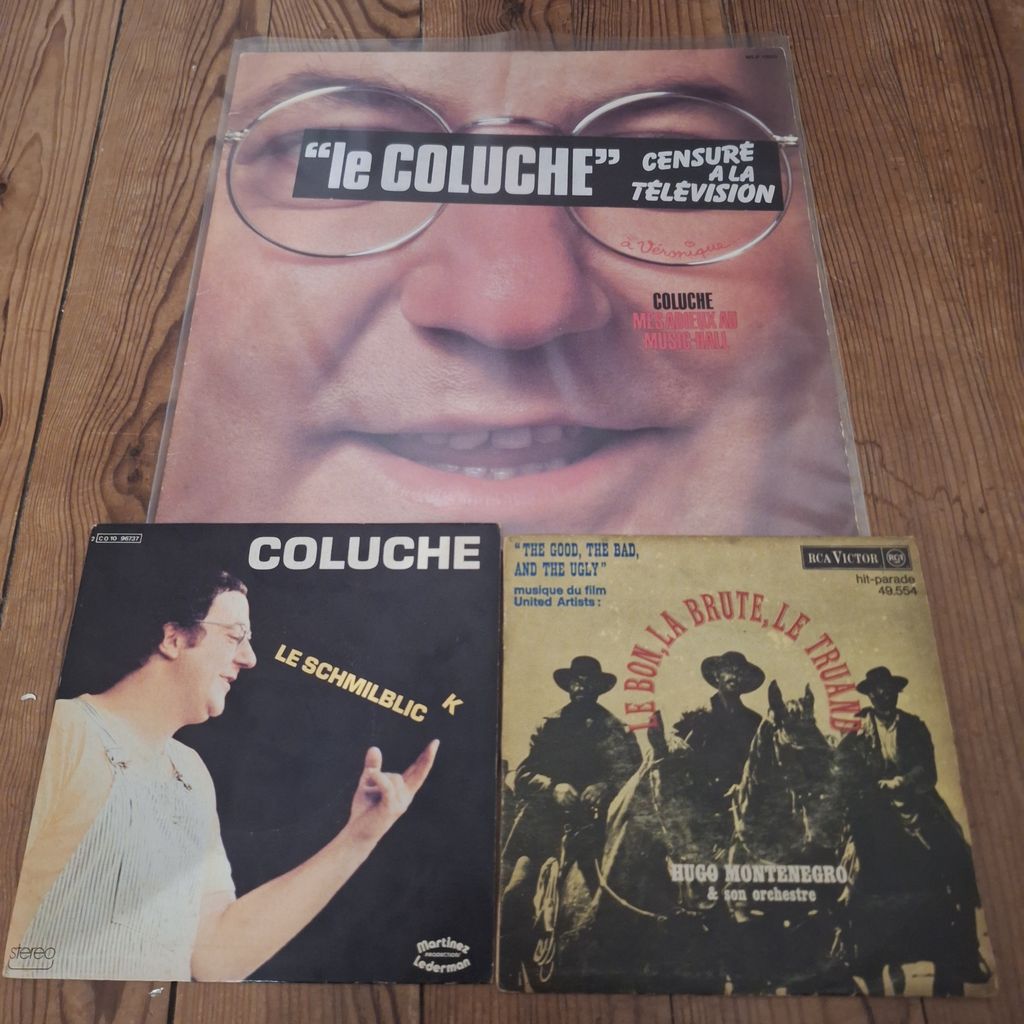 "le COLUCHE"
CENSURÉ
A LA
TÉLÉVISION
à Véronique
COLUCHE
MES ADIEUX AU
MUSIC-HALL
2 C 010 96737
COLUCHE
LE SCHMILBLIC K
stereo
Martinez
PRODUCTIONS
Lederman
"THE GOOD, THE BAD,
AND THE UGLY"
musique du film
United Artists:
RCA VICTOR RCA
hit-parade
49.554
LE BON, LA BRUTE, LE TRUAND
HUGO MONTENEGRO
& son orchestre